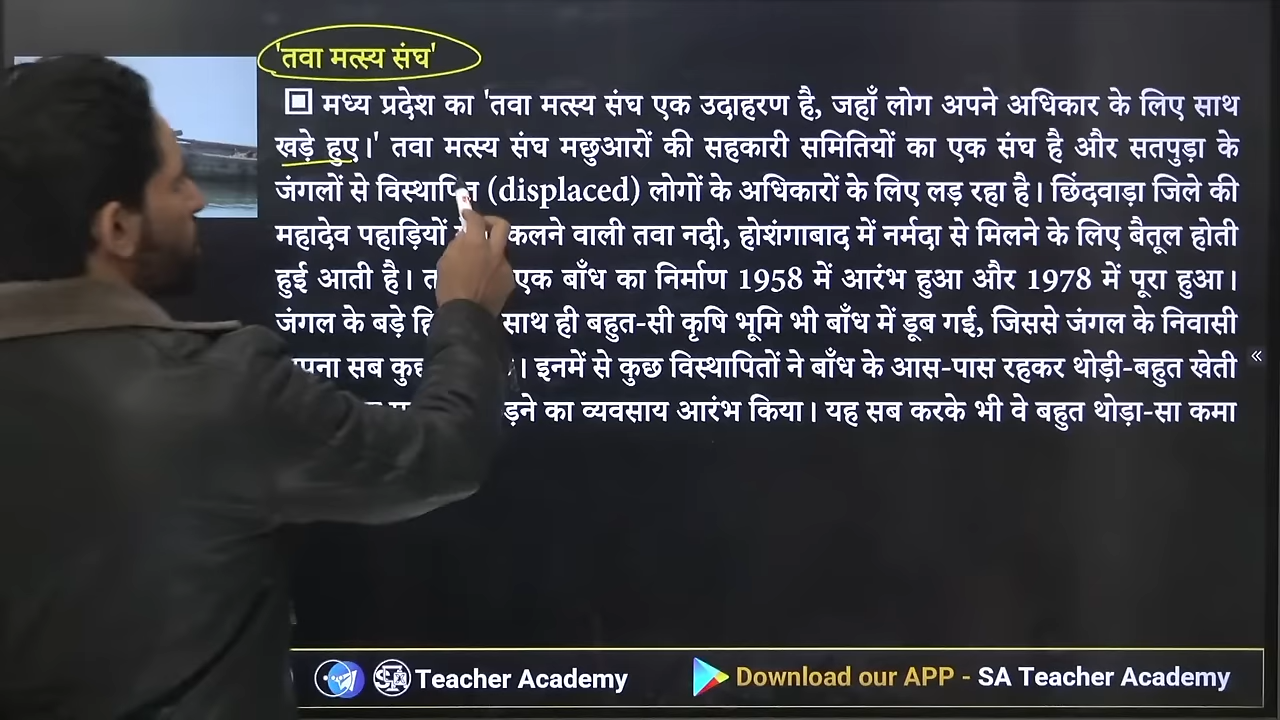 'तवा मत्स्य संघ'
मध्य प्रदेश का 'तवा मत्स्य संघ एक उदाहरण है, जहाँ लोग अपने अधिकार के लिए साथ
खड़े हुए।' तवा मत्स्य संघ मछुआरों की सहकारी समितियों का एक संघ है और सतपुड़ा के
जंगलों से विस्थापित (displaced) लोगों के अधिकारों के लिए लड़ रहा है। छिंदवाड़ा जिले की
महादेव पहाड़ियों कलने वाली तवा नदी, होशंगाबाद में नर्मदा से मिलने के लिए बैतूल होती
हुई आती है। एक बाँध का निर्माण 1958 में आरंभ हुआ और 1978 में पूरा हुआ।
जंगल के बड़े साथ ही बहुत-सी कृषि भूमि भी बाँध में डूब गई, जिससे जंगल के निवासी
सब इनमें से कुछ विस्थापितों ने बाँध के आस-पास रहकर थोड़ी-बहुत खेती
का व्यवसाय आरंभ किया। यह सब करके भी वे बहुत थोड़ा-सा कमा
«
Teacher Academy
Download our APP - SA Teacher Academy